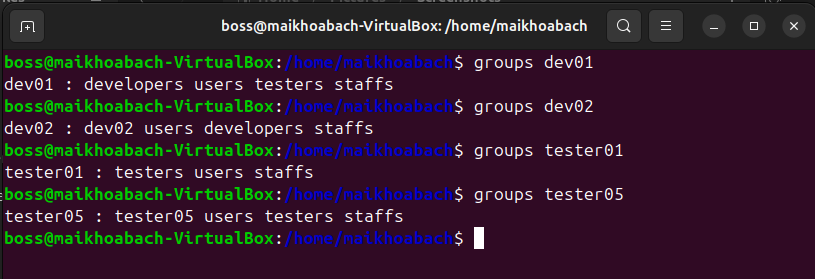 boss@maikhoabach-VirtualBox: /home/maikhoabach
boss@maikhoabach-VirtualBox:/home/maikhoabach$ groups dev01
dev01 : developers users testers staffs
boss@maikhoabach-VirtualBox:/home/maikhoabach$ groups dev02
dev02 : dev02 users developers staffs
boss@maikhoabach-VirtualBox:/home/maikhoabach$ groups tester01
tester01 : testers users staffs
boss@maikhoabach-VirtualBox:/home/maikhoabach$ groups tester05
tester05 : tester05 users testers staffs
boss@maikhoabach-VirtualBox:/home/maikhoabach$